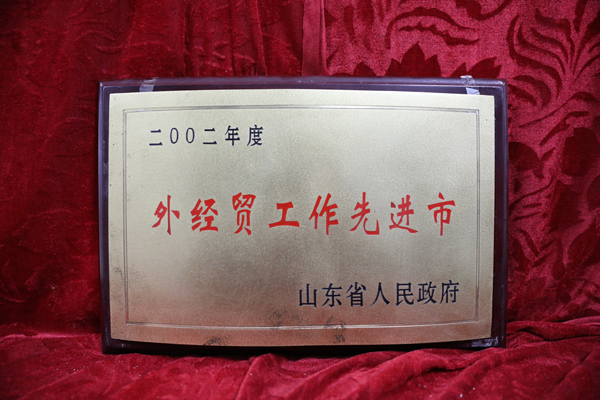 二00二年度
外经贸工作先进市
山东省人民政府